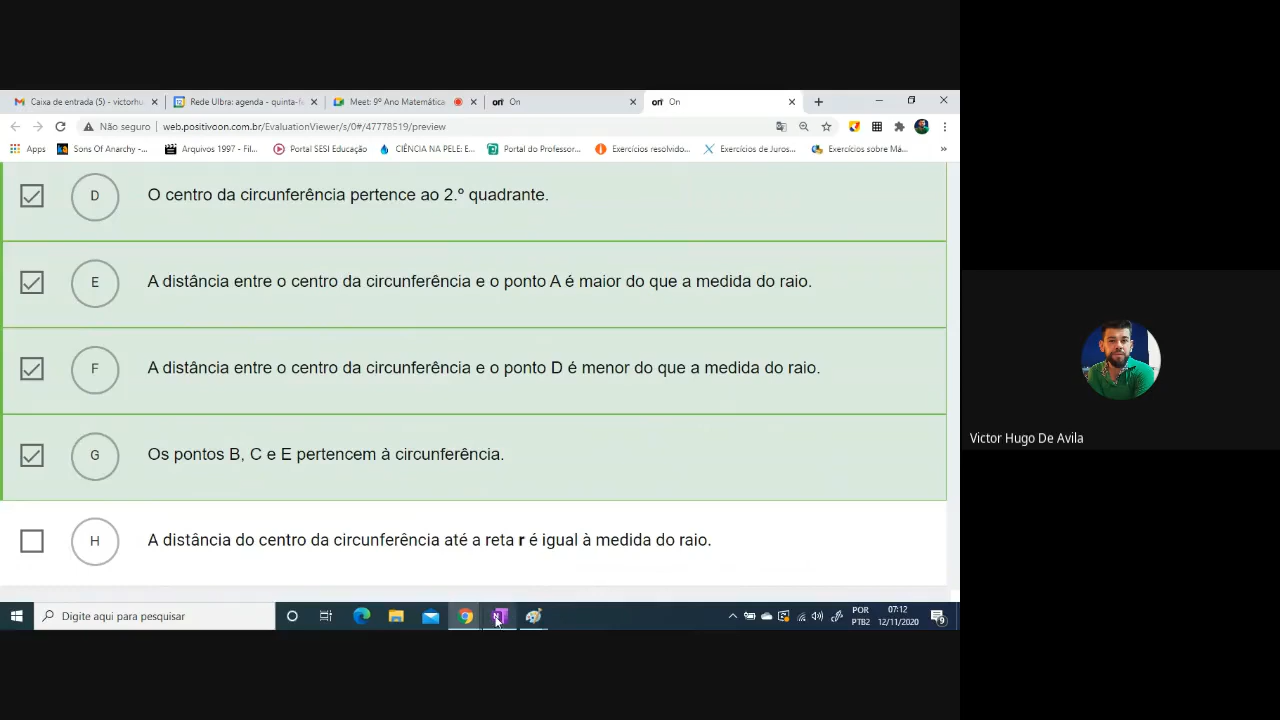 Caixa de entrada (5) - victorhu
Rede Ulbra: agenda - quinta-f
Meet: 9º Ano Matemática
on On
on On
Não seguro
web.positivoon.com.br/EvaluationViewer/s/0#/47778519/preview
Apps
Sons Of Anarchy -...
Arquivos 1997 - Fil...
Portal SESI Educação
CIÊNCIA NA PELE: E...
Portal do Professor...
Exercícios resolvido...
Exercícios de Juros...
Exercícios sobre Ma...
»
D O centro da circunferência pertence ao 2.º quadrante.
E A distância entre o centro da circunferência e o ponto A é maior do que a medida do raio.
F A distância entre o centro da circunferência e o ponto D é menor do que a medida do raio.
G Os pontos B, C e E pertencem à circunferência.
H A distância do centro da circunferência até a reta r é igual à medida do raio.
Victor Hugo De Avila
Digite aqui para pesquisar
POR
PTB2
07:12
12/11/2020
9